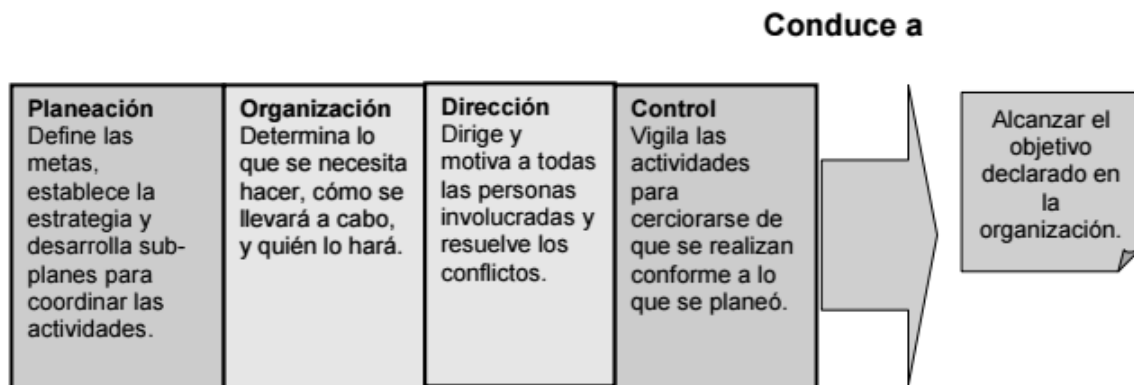 Conduce a
Planeación
Define las
metas,
establece la
estrategia y
desarrolla sub-
planes para
coordinar las
actividades.
Organización
Determina lo
que se necesita
hacer, cómo se
llevará a cabo,
y quién lo hará.
Dirección
Dirige y
motiva a todas
las personas
involucradas y
resuelve los
conflictos.
Control
Vigila las
actividades
para
cerciorarse de
que se realizan
conforme a lo
que se planeó.
Alcanzar el
objetivo
declarado en
la
organización.